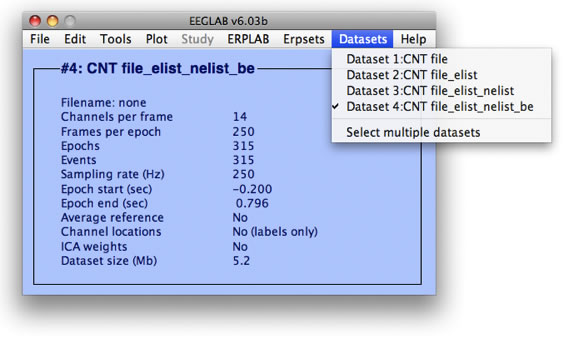 EEGLAB v6.03b
File Edit Tools Plot Study ERPLAB Erpsets Datasets Help
Dataset 1:CNT file
Dataset 2:CNT file_elist
Dataset 3:CNT file_elist_nelist
✓ Dataset 4:CNT file_elist_nelist_be
Select multiple datasets
#4: CNT file_elist_nelist_be
Filename: none
Channels per frame 14
Frames per epoch 250
Epochs 315
Events 315
Sampling rate (Hz) 250
Epoch start (sec) -0.200
Epoch end (sec) 0.796
Average reference No
Channel locations No (labels only)
ICA weights No
Dataset size (Mb) 5.2